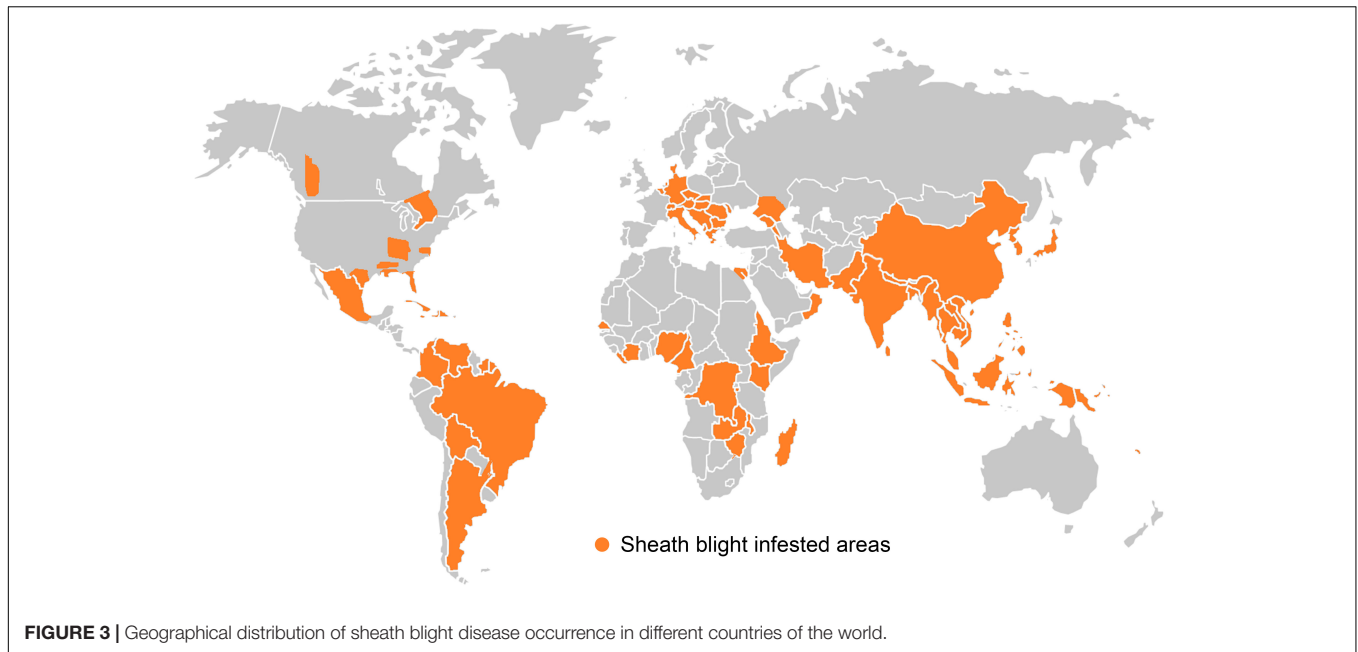 Sheath blight infested areas
FIGURE 3 | Geographical distribution of sheath blight disease occurrence in different countries of the world.